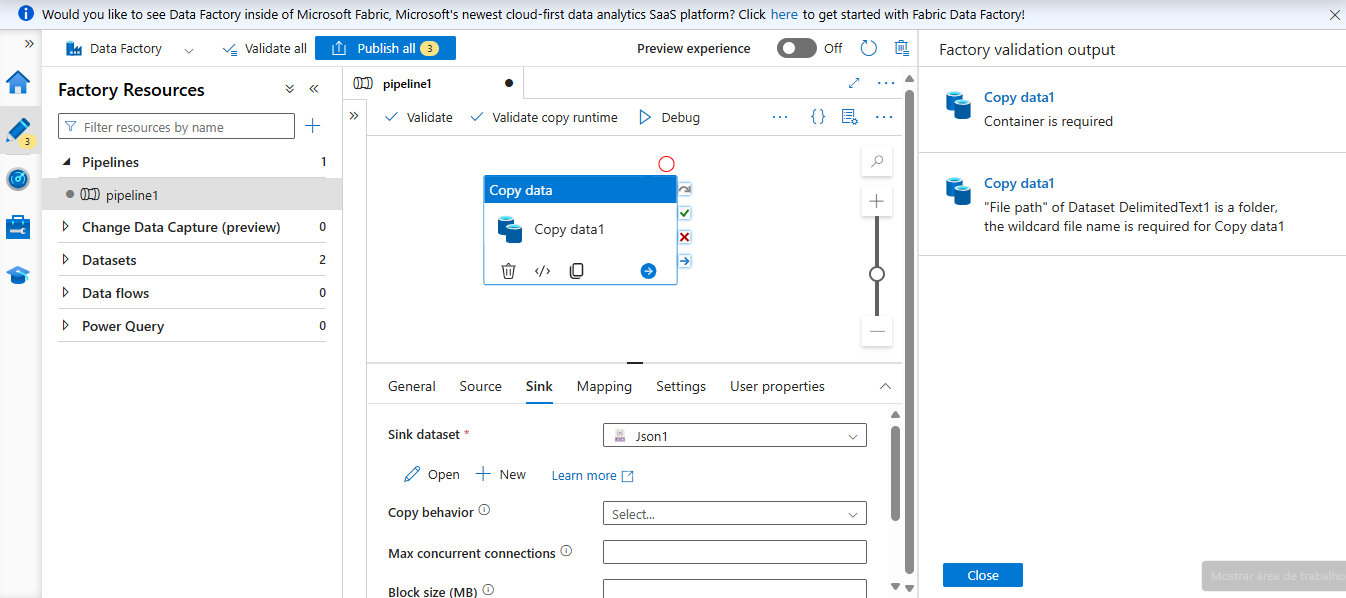 Would you like to see Data Factory inside of Microsoft Fabric, Microsoft's newest cloud-first data analytics SaaS platform? Click here to get started with Fabric Data Factory!
Data Factory
Validate all
Publish all 3
Preview experience
Off
Factory validation output
3
Factory Resources
Filter resources by name
Pipelines 1
pipeline1
Change Data Capture (preview) 0
Datasets 2
Data flows 0
Power Query 0
pipeline1
Validate
Validate copy runtime
Debug
Copy data
Copy data1
General
Source
Sink
Mapping
Settings
User properties
Sink dataset *
Json1
Open
New
Learn more
Copy behavior
Select...
Max concurrent connections
Block size (MB)
Copy data1
Container is required
Copy data1
"File path" of Dataset DelimitedText1 is a folder,
the wildcard file name is required for Copy data1
Close
Mostrar área de trabalho